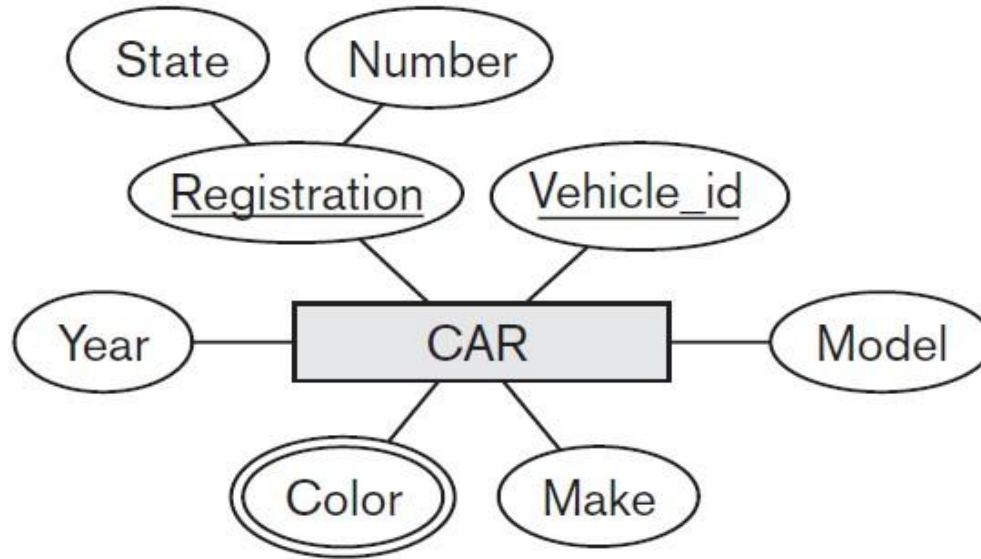 State
Number
Registration
Vehicle_id
Year
CAR
Model
Color
Make